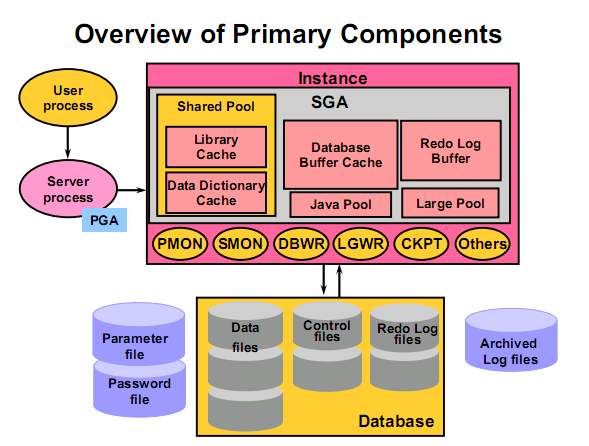 Overview of Primary Components
User
process
Server
process
PGA
Instance
SGA
Shared Pool
Library
Cache
Data Dictionary
Cache
Database
Buffer Cache
Redo Log
Buffer
Java Pool
Large Pool
PMON
SMON
DBWR
LGWR
CKPT
Others
Parameter
file
Password
file
Data
files
Control
files
Redo Log
files
Database
Archived
Log files